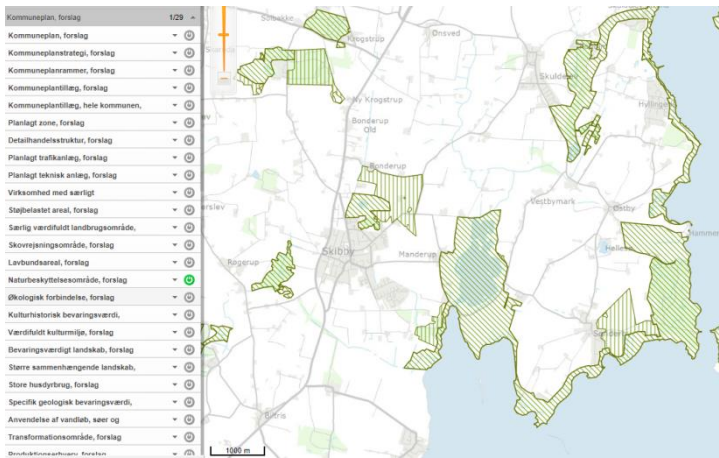 Kommuneplan, forslag 1/29
Kommuneplan, forslag
Kommuneplanstrategi, forslag
Kommuneplanrammer, forslag
Kommuneplantillæg, forslag
Kommuneplantillæg, hele kommunen,
Planlagt zone, forslag
Detailhandelsstruktur, forslag
Planlagt trafikanlæg, forslag
Planlagt teknisk anlæg, forslag
Virksomhed med særligt
Støjbelastet areal, forslag
Særlig værdifuldt landbrugsområde,
Skovrejsningsområde, forslag
Lavbundsareal, forslag
Naturbeskyttelsesområde, forslag
Økologisk forbindelse, forslag
Kulturhistorisk bevaringsværdi,
Værdifuldt kulturmiljø, forslag
Bevaringsværdigt landskab, forslag
Større sammenhængende landskab,
Store husdyrbrug, forslag
Specifik geologisk bevaringsværdi,
Anvendelse af vandløb, søer og
Transformationsområde, forslag
Produktionserhverv, forslag
Krogstrup
Onsved
Skuldelev
Hyllinge
Ny Krogstrup
Bonderup
Old
Bonderup
Vestbymark
Østby
Skibby
Manderup
Røgerup
1000 m